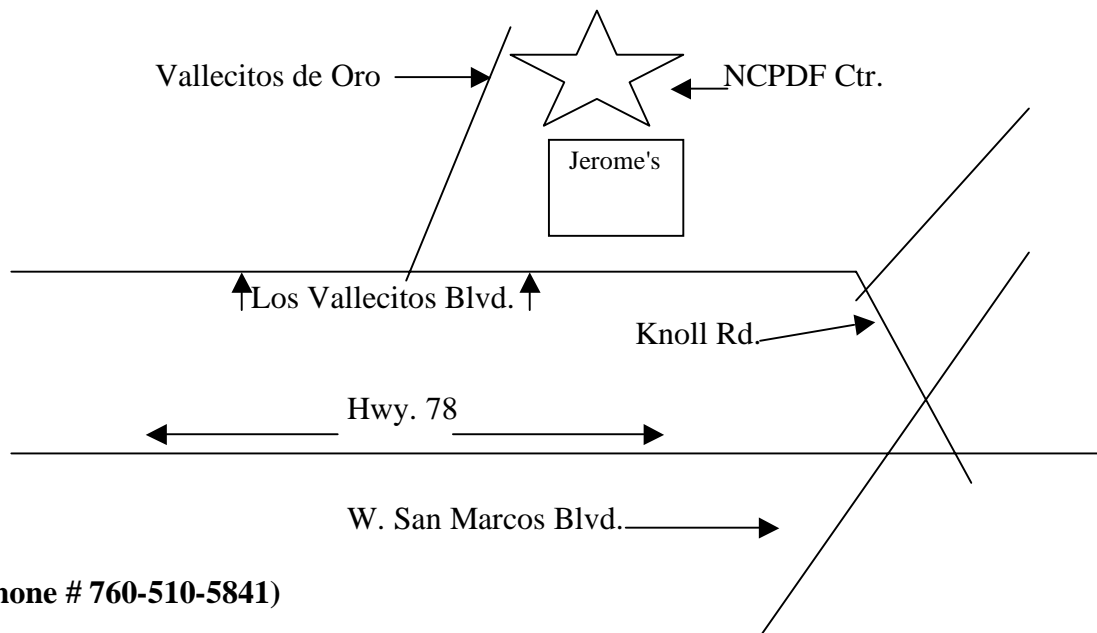 Vallecitos de Oro
NCPDF Ctr.
Jerome's
Los Vallecitos Blvd.
Knoll Rd.
Hwy. 78
W. San Marcos Blvd.
# 760-510-5841)